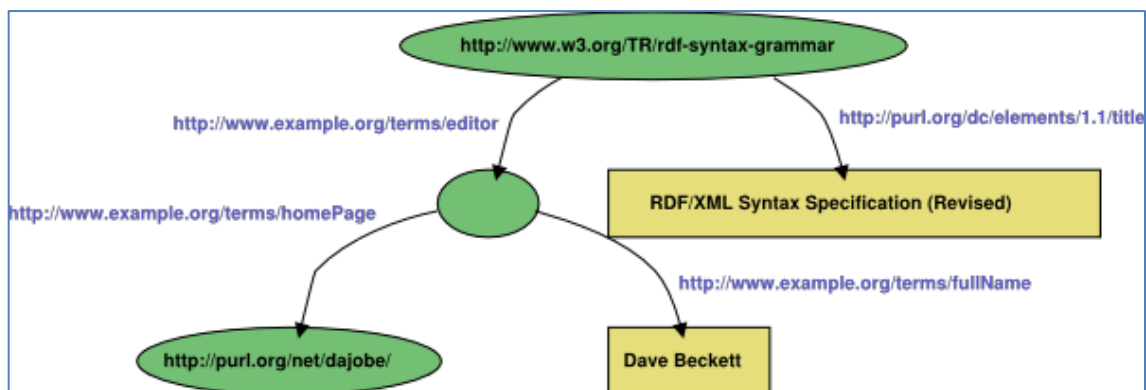 http://www.w3.org/TR/rdf-syntax-grammar
http://www.example.org/terms/editor
http://purl.org/dc/elements/1.1/title
RDF/XML Syntax Specification (Revised)
http://www.example.org/terms/homePage
http://www.example.org/terms/fullName
http://purl.org/net/dajobe/
Dave Beckett